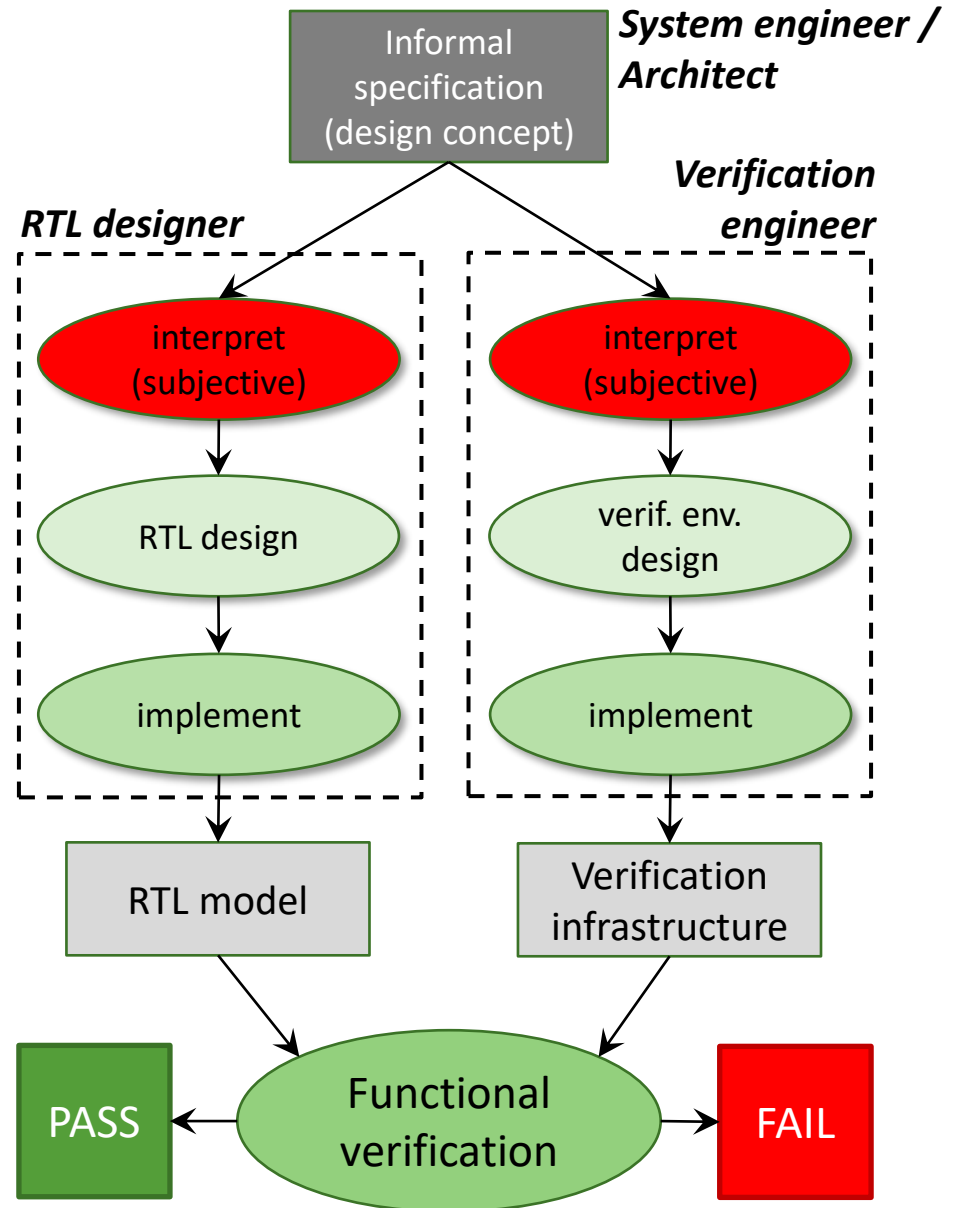 Informal
specification
(design concept)
System engineer /
Architect
Verification
engineer
RTL designer
interpret
(subjective)
interpret
(subjective)
RTL design
verif. env.
design
implement
implement
RTL model
Verification
infrastructure
PASS
Functional
verification
FAIL